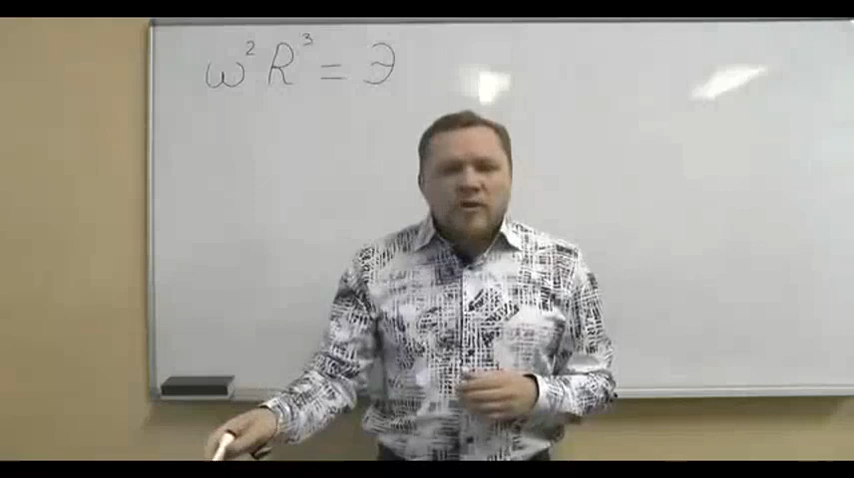 ω²R³ = Э